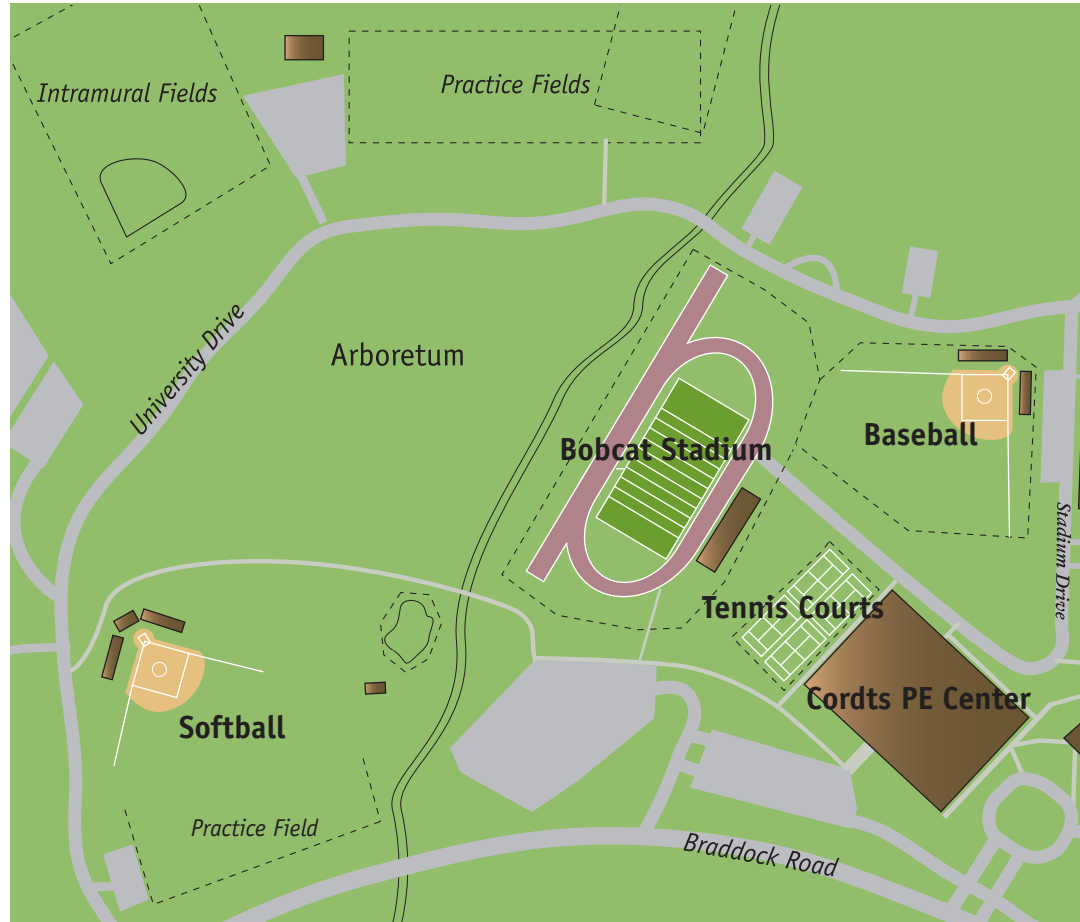 Practice Fields
Intramural Fields
University Drive
Arboretum
Baseball
Bobcat Stadium
Stadium Drive
Tennis Courts
Cordts PE Center
Softball
Practice Field
Braddock Road